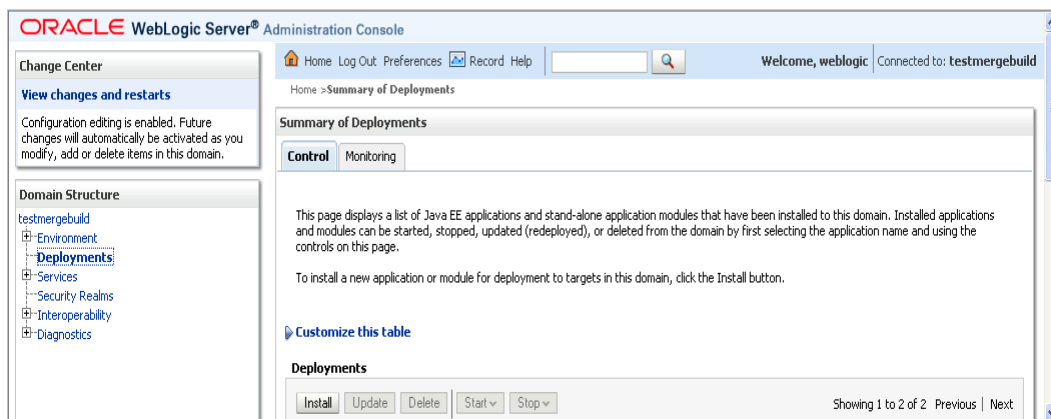 ORACLE WebLogic Server® Administration Console
Change Center
View changes and restarts
Configuration editing is enabled. Future
changes will automatically be activated as you
modify, add or delete items in this domain.
Domain Structure
testmergebuild
Environment
Deployments
Services
Security Realms
Interoperability
Diagnostics
Home Log Out Preferences Record Help
Welcome, weblogic Connected to: testmergebuild
Home >Summary of Deployments
Summary of Deployments
Control Monitoring
This page displays a list of Java EE applications and stand-alone application modules that have been installed to this domain. Installed applications
and modules can be started, stopped, updated (redeployed), or deleted from the domain by first selecting the application name and using the
controls on this page.
To install a new application or module for deployment to targets in this domain, click the Install button.
Customize this table
Deployments
Install Update Delete Start Stop Showing 1 to 2 of 2 Previous | Next